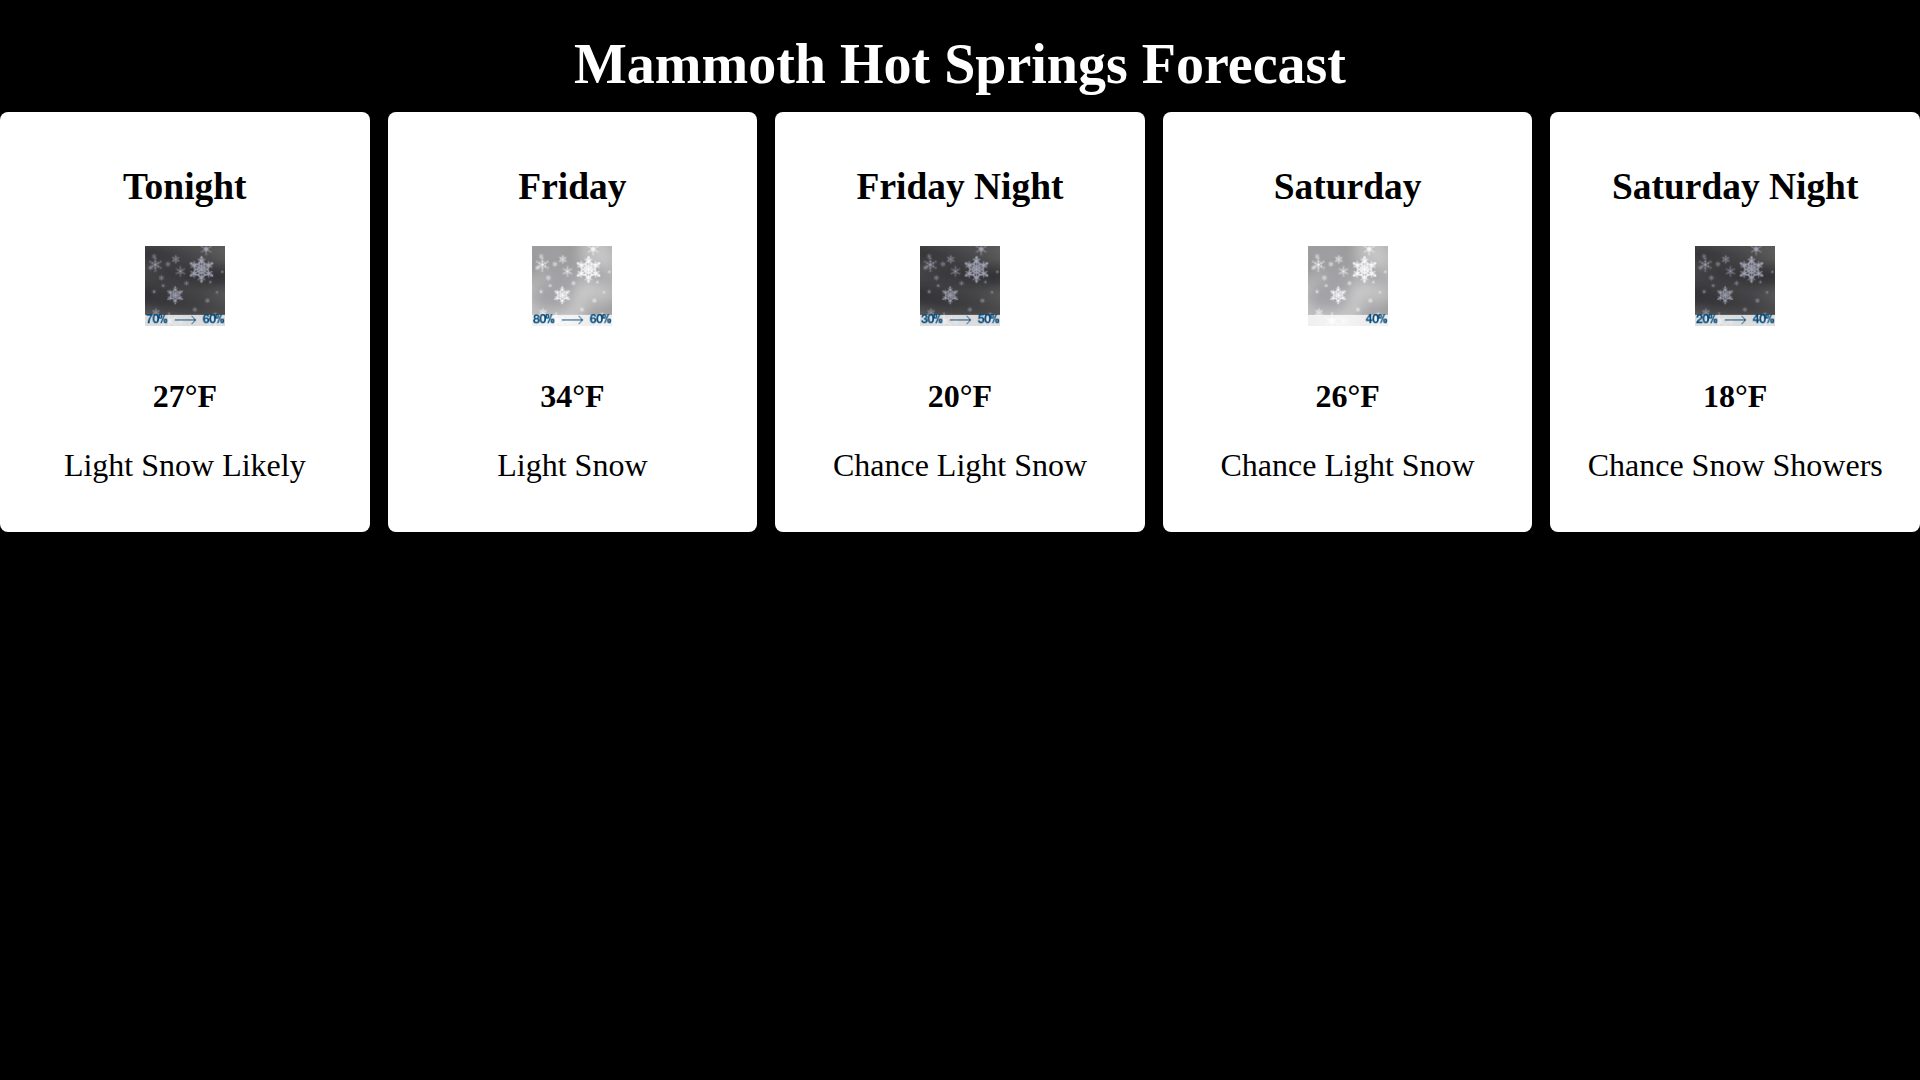 Mammoth Hot Springs Forecast
Tonight
70% → 60%
27°F
Light Snow Likely
Friday
80% → 60%
34°F
Light Snow
Friday Night
30% → 50%
20°F
Chance Light Snow
Saturday
40%
26°F
Chance Light Snow
Saturday Night
20% → 40%
18°F
Chance Snow Showers